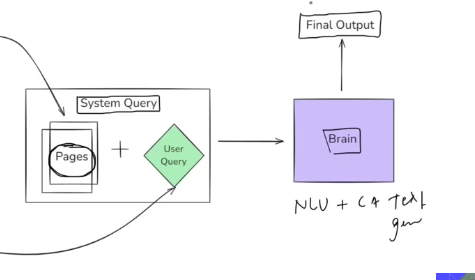 Final Output
System Query
Pages
+
User
Query
Brain
NLU + CA Text
gen